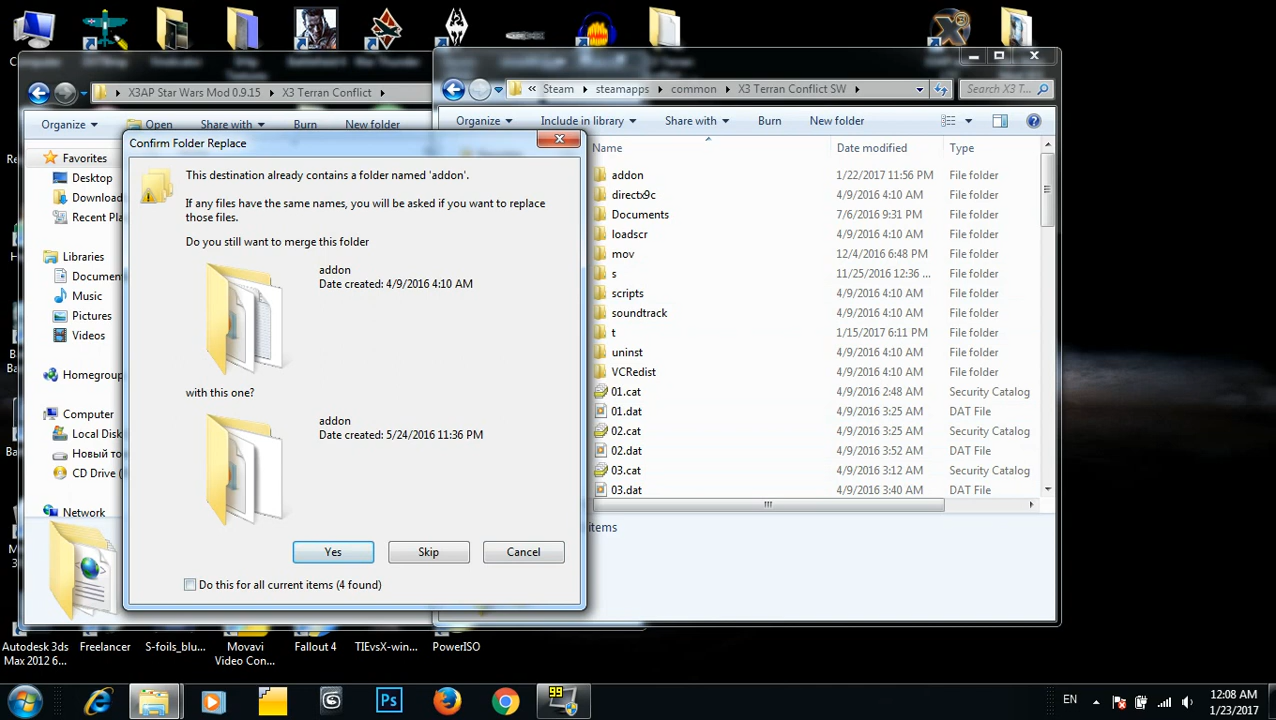 X3AP Star Wars Mod 0.9.15 X3 Terran Conflict
Steam steamapps common X3 Terran Conflict SW
Search X3 T...
Organize Open Share with Burn New folder
Organize Include in library Share with Burn New folder
Confirm Folder Replace
This destination already contains a folder named 'addon'.
If any files have the same names, you will be asked if you want to replace
those files.
Do you still want to merge this folder
addon
Date created: 4/9/2016 4:10 AM
with this one?
addon
Date created: 5/24/2016 11:36 PM
Yes Skip Cancel
Do this for all current items (4 found)
Favorites
Desktop
Download
Recent Pla
Libraries
Document
Music
Pictures
Videos
Homegroup
Computer
Local Disk
Новый то
CD Drive (
Network
Name Date modified Type
addon 1/22/2017 11:56 PM File folder
directx9c 4/9/2016 4:10 AM File folder
Documents 7/6/2016 9:31 PM File folder
loadscr 4/9/2016 4:10 AM File folder
mov 12/4/2016 6:48 PM File folder
s 11/25/2016 12:36 ... File folder
scripts 4/9/2016 4:10 AM File folder
soundtrack 4/9/2016 4:10 AM File folder
t 1/15/2017 6:11 PM File folder
uninst 4/9/2016 4:10 AM File folder
VCRedist 4/9/2016 4:10 AM File folder
01.cat 4/9/2016 2:48 AM Security Catalog
01.dat 4/9/2016 3:25 AM DAT File
02.cat 4/9/2016 3:25 AM Security Catalog
02.dat 4/9/2016 3:52 AM DAT File
03.cat 4/9/2016 3:12 AM Security Catalog
03.dat 4/9/2016 3:40 AM DAT File
items
Autodesk 3ds
Max 2012 6...
Freelancer
S-foils_blu...
Movavi
Video Con...
Fallout 4
TIEvsX-win...
PowerISO
99
Ps
EN
12:08 AM
1/23/2017